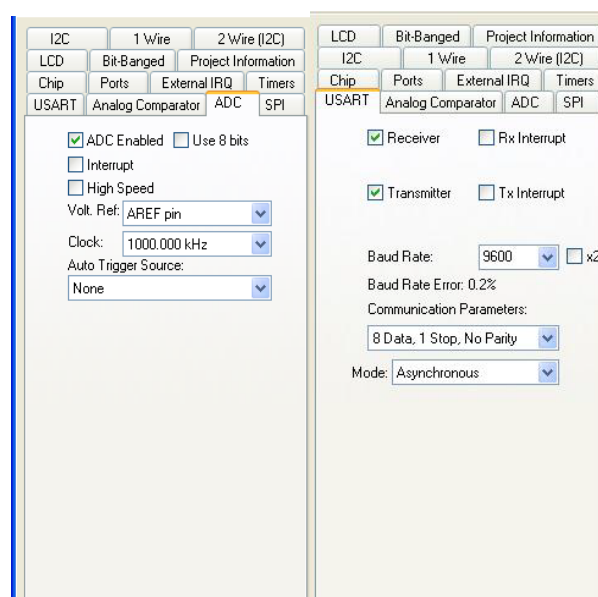 I2C 1 Wire 2 Wire (I2C)
LCD Bit-Banged Project Information
Chip Ports External IRQ Timers
USART Analog Comparator ADC SPI
ADC Enabled Use 8 bits
Interrupt
High Speed
Volt. Ref: AREF pin
Clock: 1000.000 kHz
Auto Trigger Source:
None
LCD Bit-Banged Project Information
I2C 1 Wire 2 Wire (I2C)
Chip Ports External IRQ Timers
USART Analog Comparator ADC SPI
Receiver Rx Interrupt
Transmitter Tx Interrupt
Baud Rate: 9600 x2
Baud Rate Error: 0.2%
Communication Parameters:
8 Data, 1 Stop, No Parity
Mode: Asynchronous